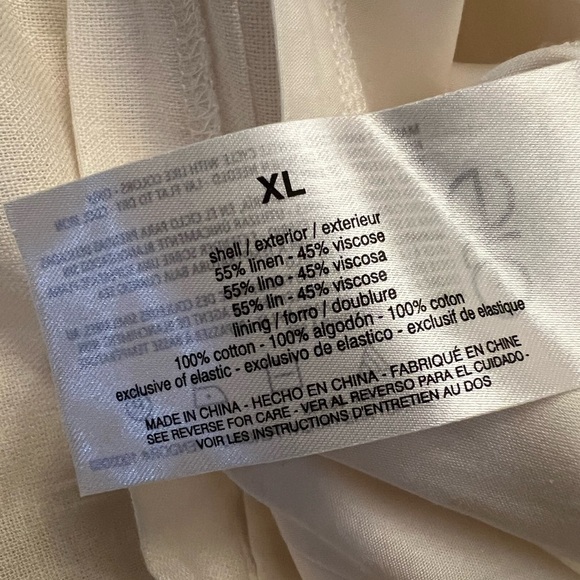 XL
shell / exterior / exterieur
55% linen - 45% viscose
55% lino - 45% viscosa
55% lin - 45% viscose
lining / forro / doublure
100% cotton - 100% algodón - 100% coton
exclusive of elastic - exclusivo de elastico - exclusif de elastique
MADE IN CHINA - HECHO EN CHINA - FABRIQUÉ EN CHINE
SEE REVERSE FOR CARE - VER AL REVERSO PARA EL CUIDADO -
VOIR LES INSTRUCTIONS D'ENTRETIEN AU DOS